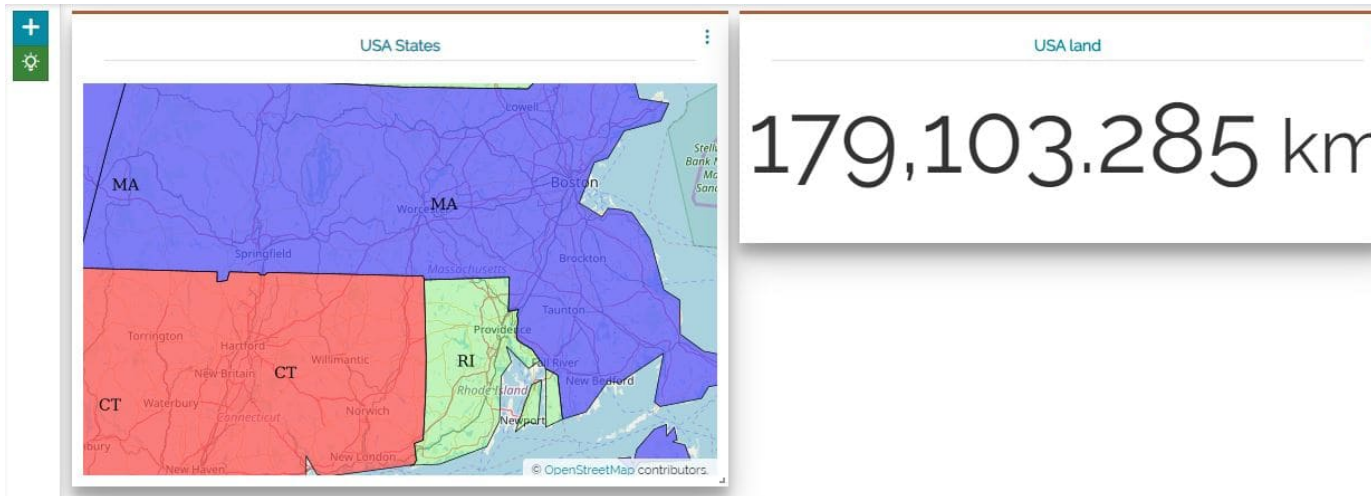 USA States
USA land
179,103.285 km
Lowell
Boston
MA
MA
Worcester
Springfield
Massachusetts
Brockton
Taunton
Torrington
Providence
Hartford
Willimantic
Fall River
New Britain
CT
RI
New Bedford
Rhode Island
CT
Waterbury
Connecticut
Norwich
Newport
bury
New London
New Haven
© OpenStreetMap contributors.